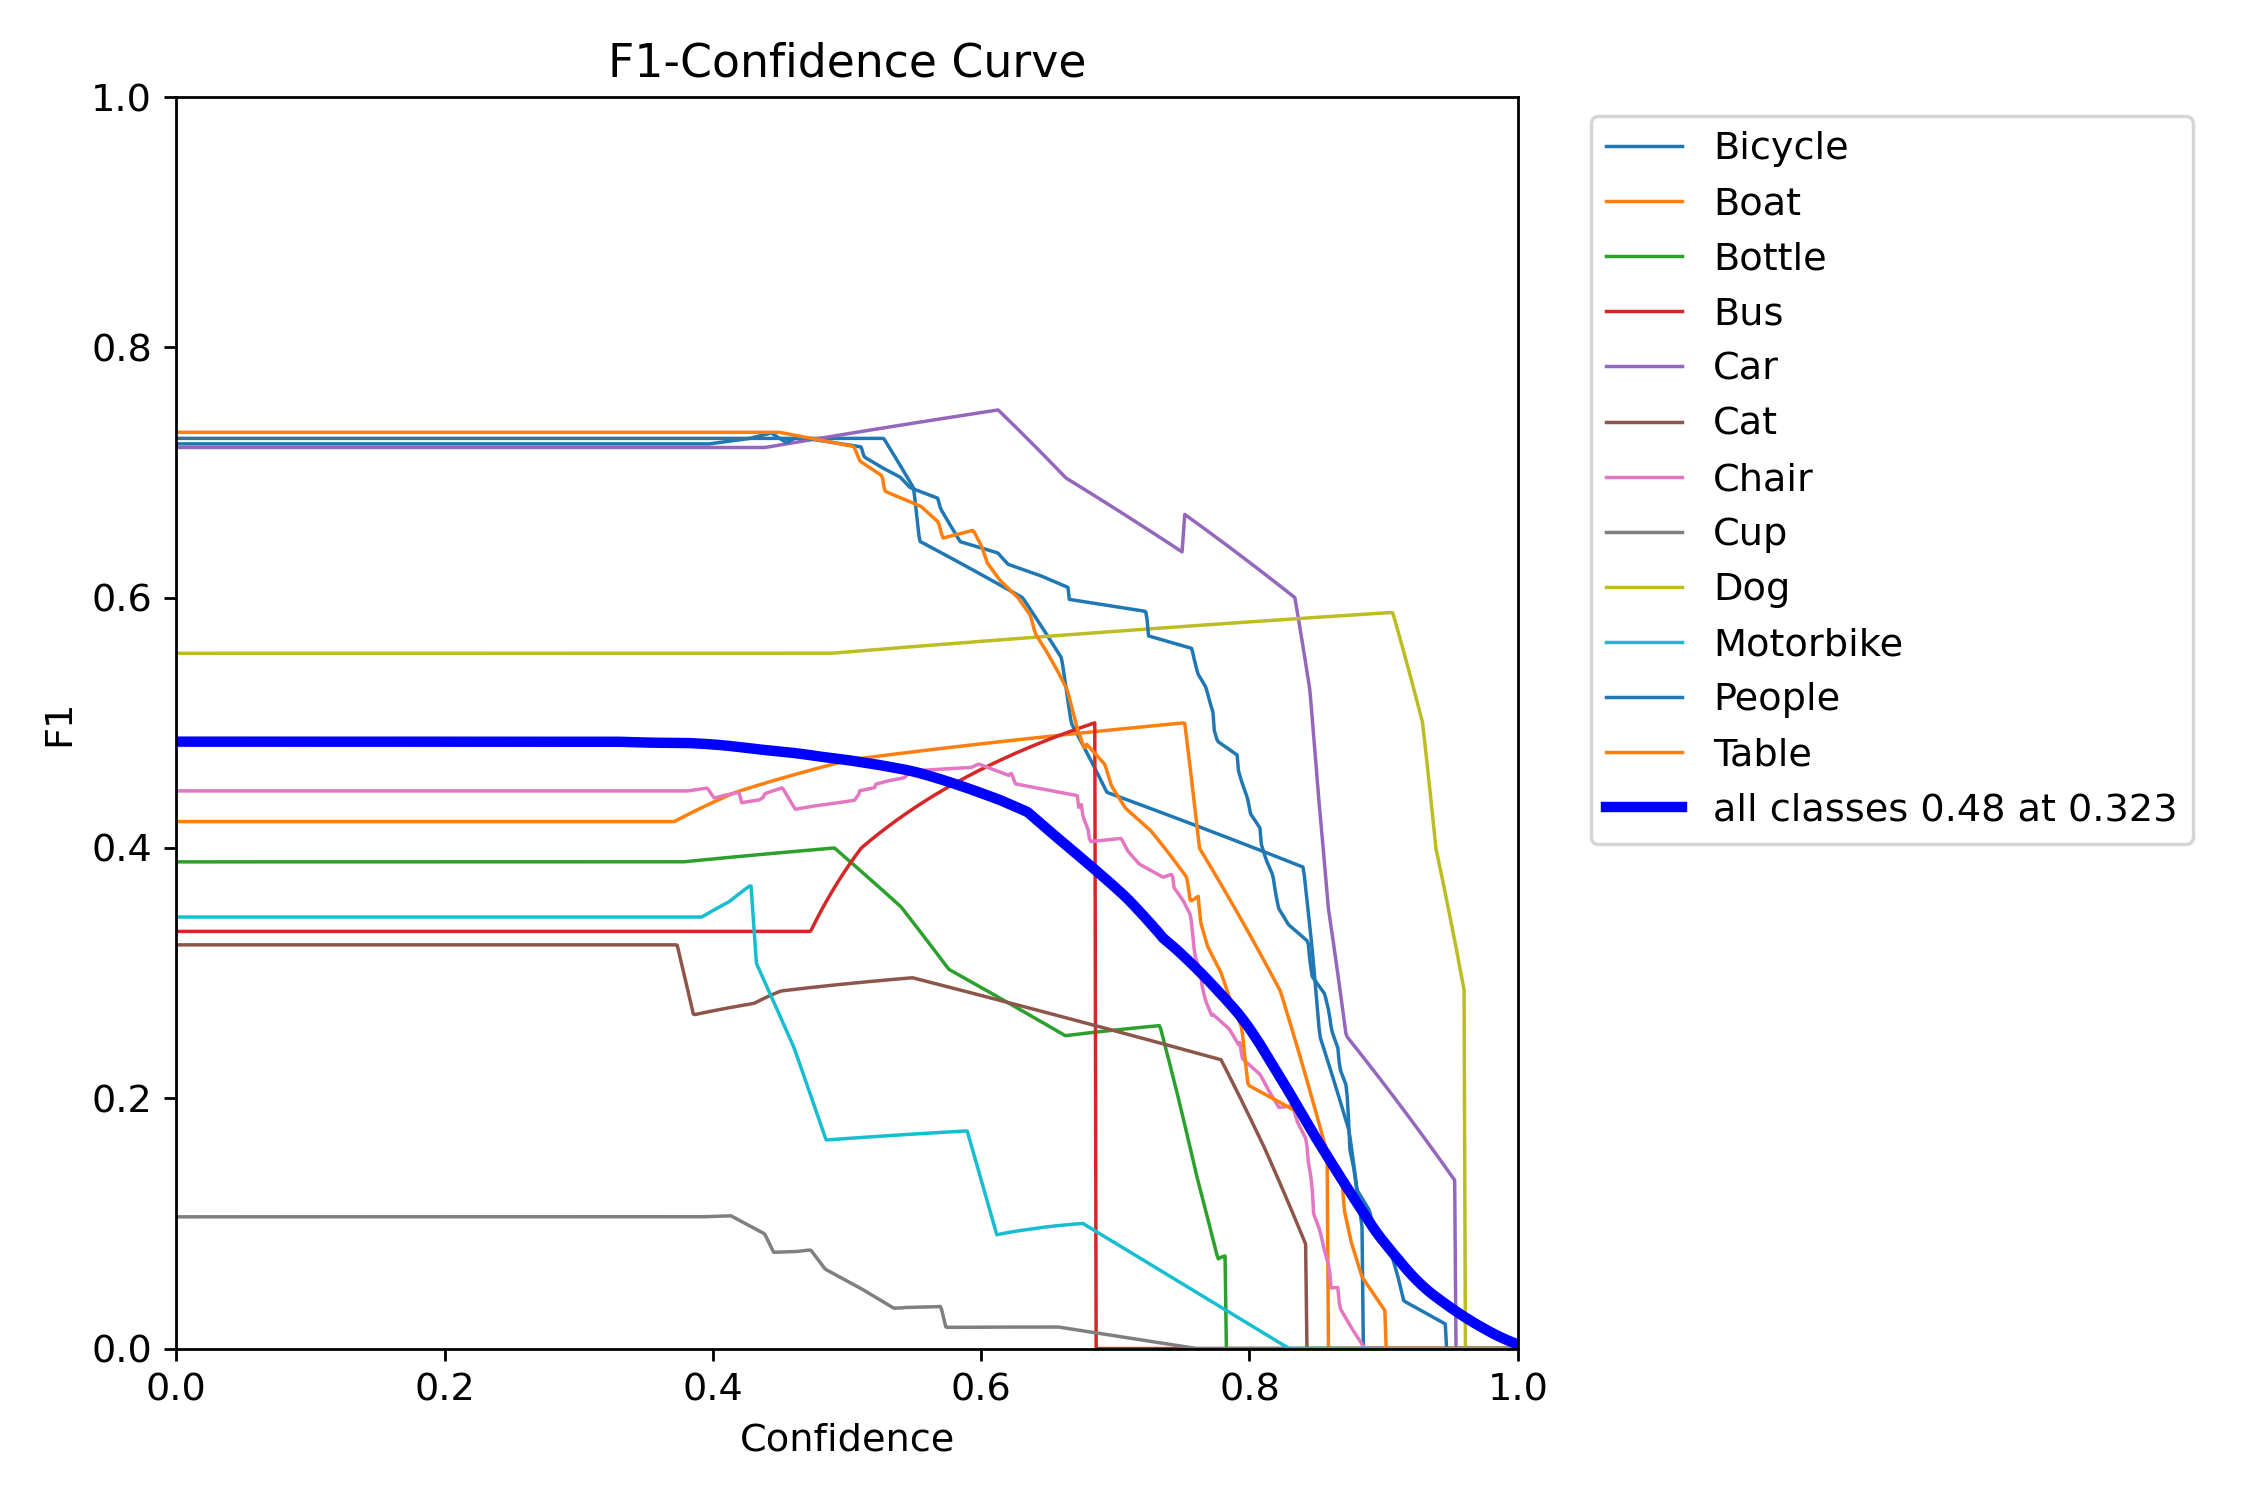 F1-Confidence Curve
1.0
0.8
0.6
0.4
0.2
0.0
F1
0.0 0.2 0.4 0.6 0.8 1.0
Confidence
Bicycle
Boat
Bottle
Bus
Car
Cat
Chair
Cup
Dog
Motorbike
People
Table
all classes 0.48 at 0.323